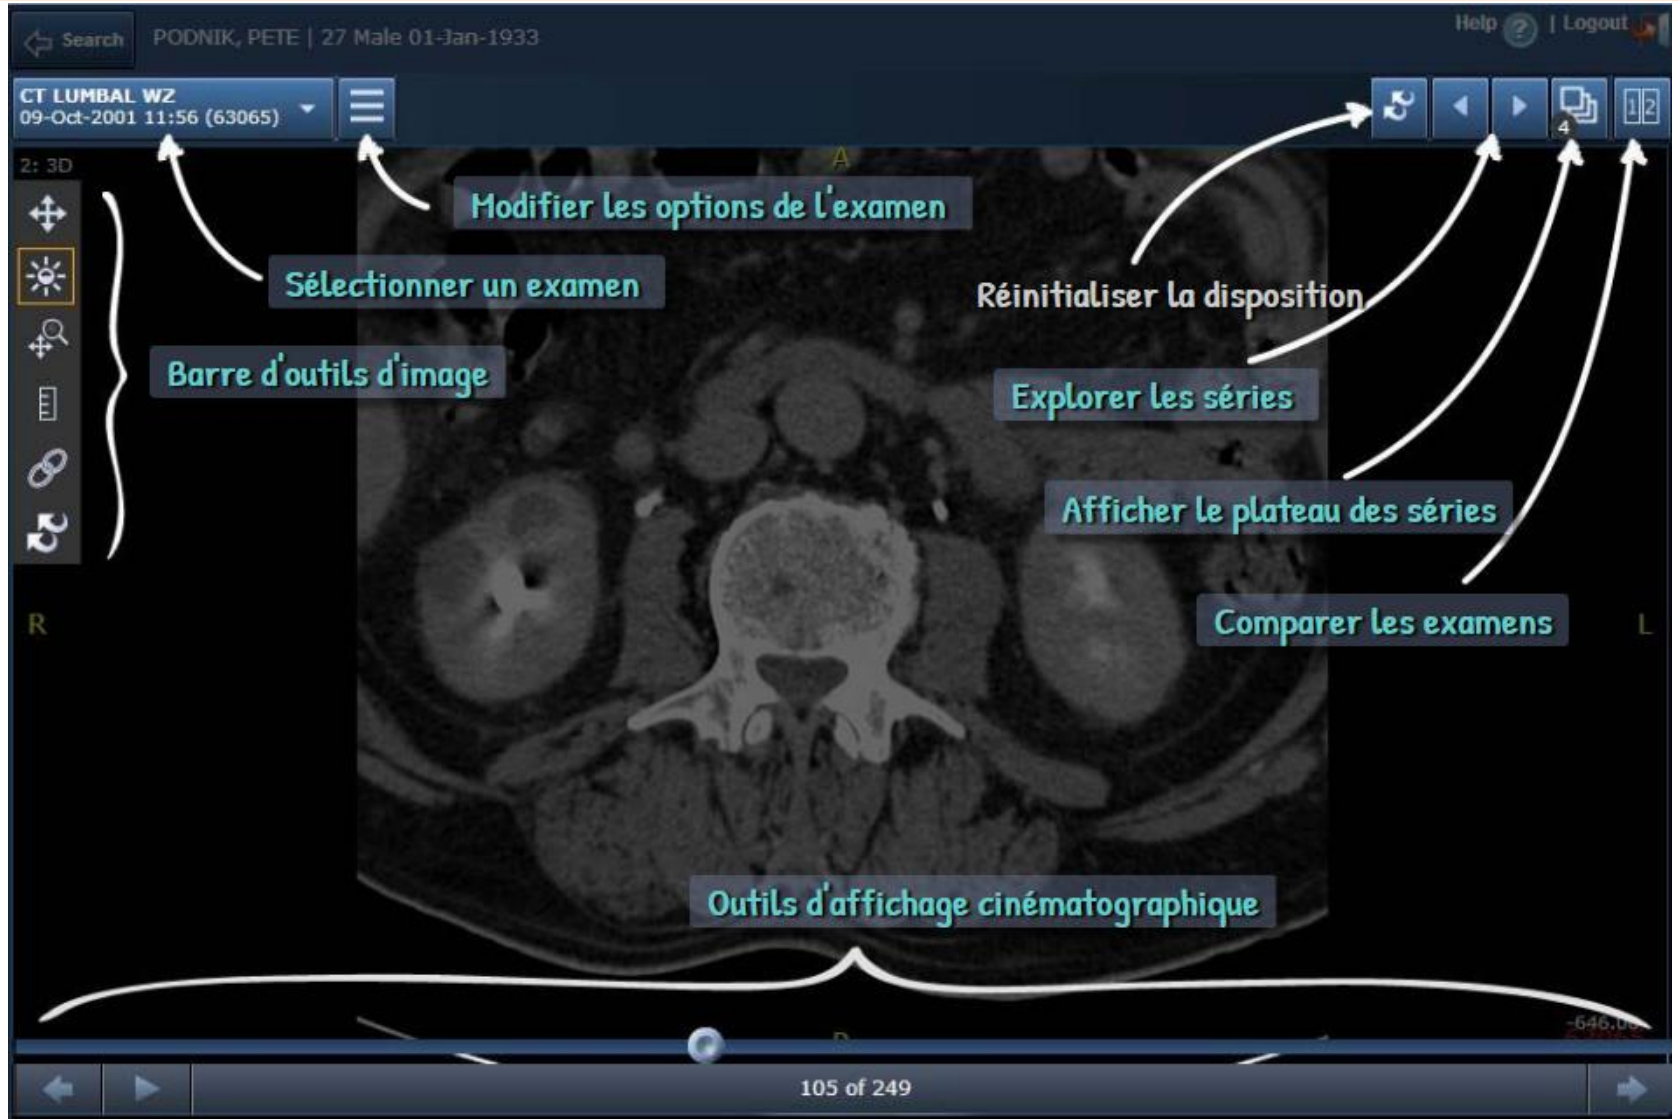 Search
PODNIK, PETE | 27 Male 01-Jan-1933
Help ? | Logout
CT LUMBAL WZ
09-Oct-2001 11:56 (63065)
4
1 2
2: 3D
A
Modifier les options de l'examen
Sélectionner un examen
Réinitialiser la disposition
Barre d'outils d'image
Explorer les séries
Afficher le plateau des séries
R
Comparer les examens
L
Outils d'affichage cinématographique
105 of 249